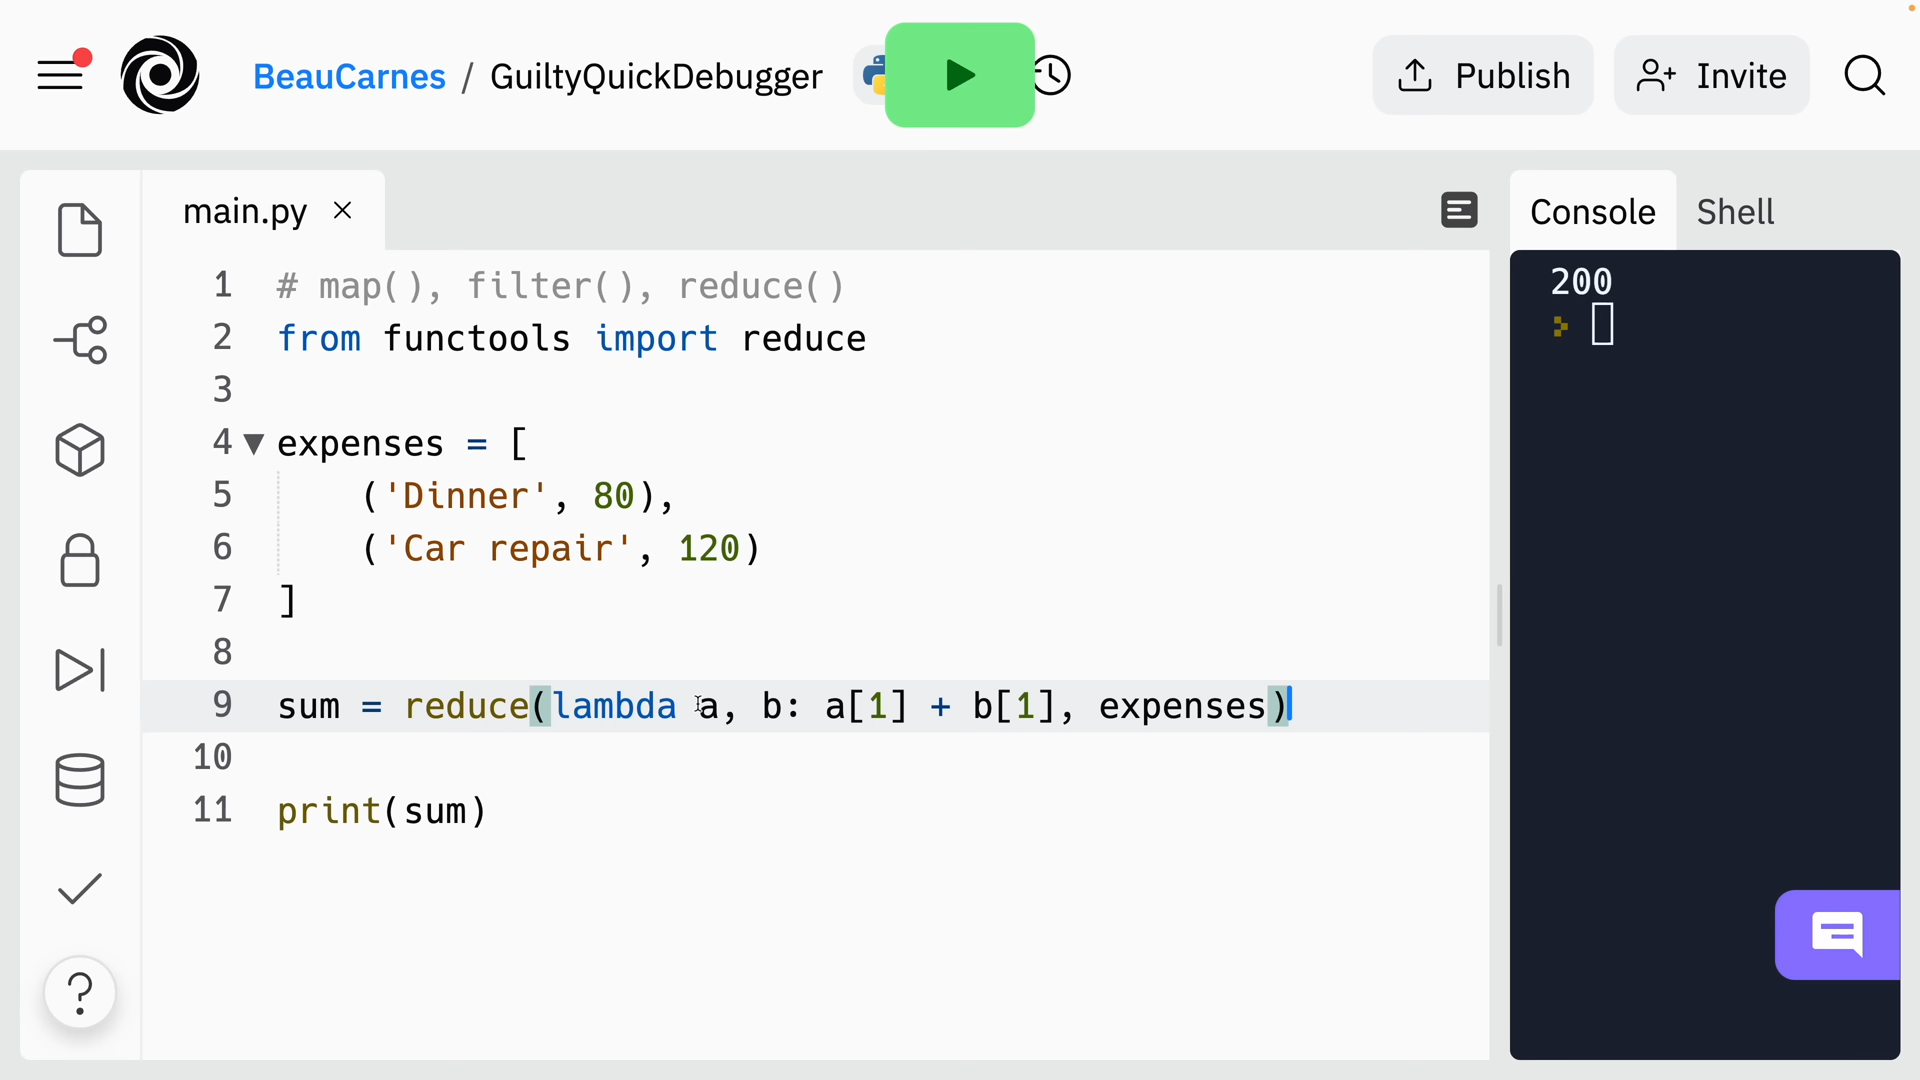 BeauCarnes / GuiltyQuickDebugger
Publish
Invite
main.py ×
Console
Shell
1 # map(), filter(), reduce()
2 from functools import reduce
3
4 expenses = [
5 ('Dinner', 80),
6 ('Car repair', 120)
7 ]
8
9 sum = reduce(lambda a, b: a[1] + b[1], expenses)
10
11 print(sum)
200
?